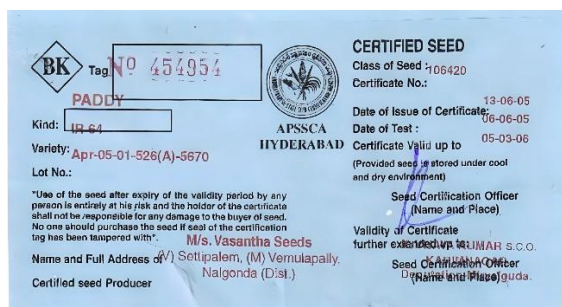 BK Tag Nº 454954
PADDY
Kind: IR-64
Variety: Apr-05-01-526(A)-5670
Lot No.:
"Use of the seed after expiry of the validity period by any
person is entirely at his risk and the holder of the certificate
shall not be responsible for any damage to the buyer of seed.
No one should purchase the seed if seal of the certification
tag has been tampered with".
M/s. Vasantha Seeds
Name and Full Address of (V) Settipalem, (M) Vemulapally,
Nalgonda (Dist.)
Certified seed Producer
APSSCA
HYDERABAD
CERTIFIED SEED
Class of Seed : 106420
Certificate No.:
13-06-05
Date of Issue of Certificate:
06-06-05
Date of Test :
05-03-06
Certificate Valid up to
(Provided seed is stored under cool
and dry environment)
Seed Certification Officer
(Name and Place)
Validity of Certificate
further extended up to: KUMAR S.C.O.
Seed Certification Officer
(Name and Place)